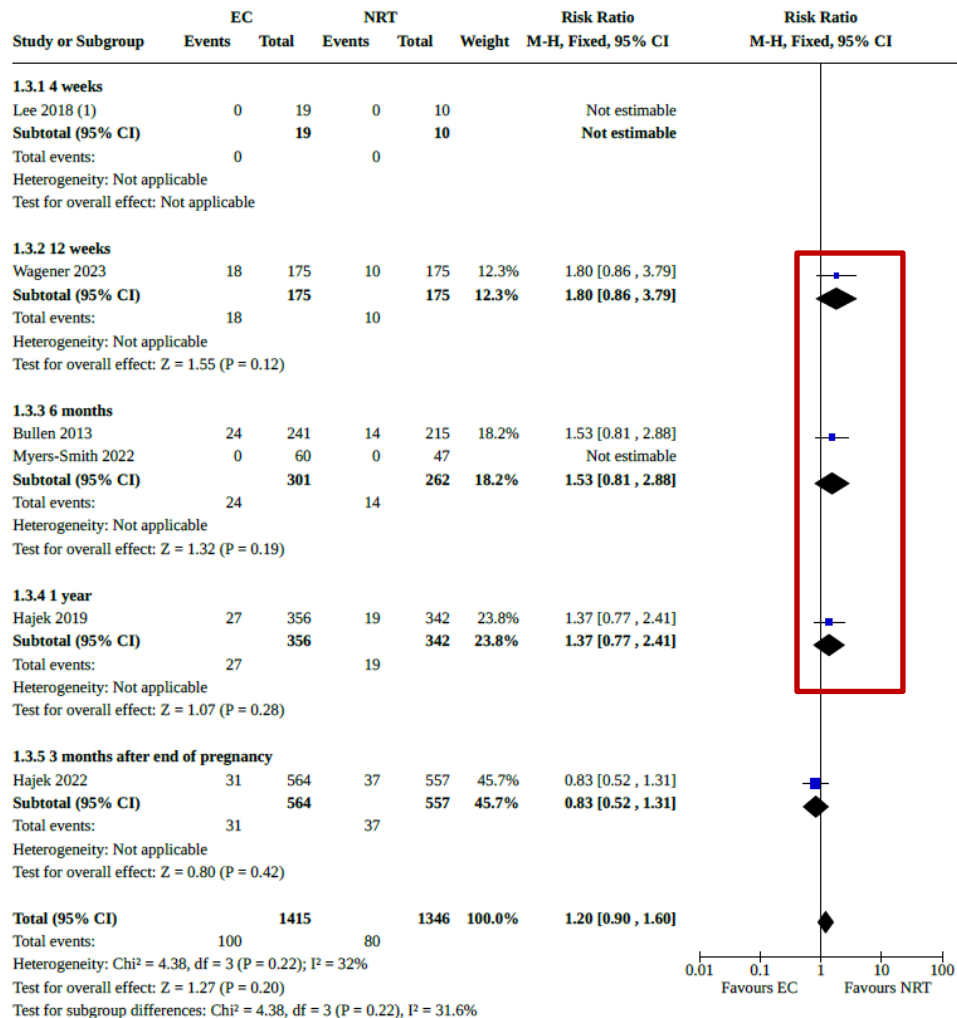 EC NRT Risk Ratio Risk Ratio
Study or Subgroup Events Total Events Total Weight M-H, Fixed, 95% CI M-H, Fixed, 95% CI
1.3.1 4 weeks
Lee 2018 (1) 0 19 0 10 Not estimable
Subtotal (95% CI) 19 10 Not estimable
Total events: 0 0
Heterogeneity: Not applicable
Test for overall effect: Not applicable
1.3.2 12 weeks
Wagener 2023 18 175 10 175 12.3% 1.80 [0.86 , 3.79]
Subtotal (95% CI) 175 175 12.3% 1.80 [0.86 , 3.79]
Total events: 18 10
Heterogeneity: Not applicable
Test for overall effect: Z = 1.55 (P = 0.12)
1.3.3 6 months
Bullen 2013 24 241 14 215 18.2% 1.53 [0.81 , 2.88]
Myers-Smith 2022 0 60 0 47 Not estimable
Subtotal (95% CI) 301 262 18.2% 1.53 [0.81 , 2.88]
Total events: 24 14
Heterogeneity: Not applicable
Test for overall effect: Z = 1.32 (P = 0.19)
1.3.4 1 year
Hajek 2019 27 356 19 342 23.8% 1.37 [0.77 , 2.41]
Subtotal (95% CI) 356 342 23.8% 1.37 [0.77 , 2.41]
Total events: 27 19
Heterogeneity: Not applicable
Test for overall effect: Z = 1.07 (P = 0.28)
1.3.5 3 months after end of pregnancy
Hajek 2022 31 564 37 557 45.7% 0.83 [0.52 , 1.31]
Subtotal (95% CI) 564 557 45.7% 0.83 [0.52 , 1.31]
Total events: 31 37
Heterogeneity: Not applicable
Test for overall effect: Z = 0.80 (P = 0.42)
Total (95% CI) 1415 1346 100.0% 1.20 [0.90 , 1.60]
Total events: 100 80
Heterogeneity: Chi² = 4.38, df = 3 (P = 0.22); I² = 32%
0.01 0.1 1 10 100
Test for overall effect: Z = 1.27 (P = 0.20)
Favours EC Favours NRT
Test for subgroup differences: Chi² = 4.38, df = 3 (P = 0.22), I² = 31.6%